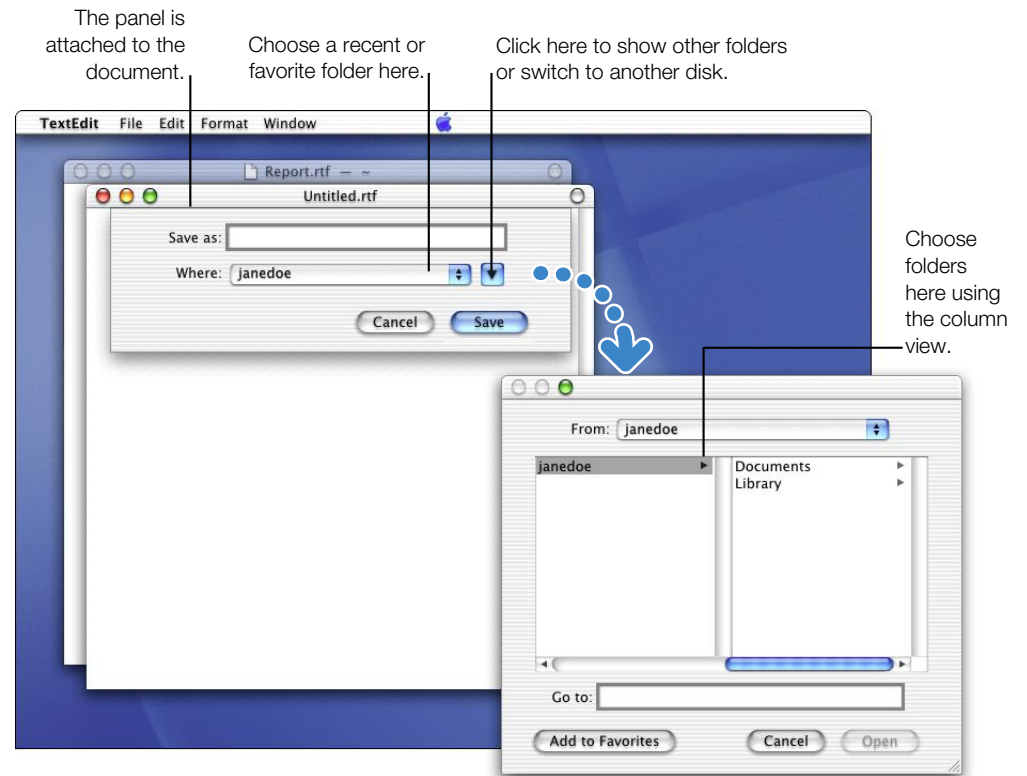 The panel is
attached to the
document.
Choose a recent or
favorite folder here.
Click here to show other folders
or switch to another disk.
TextEdit File Edit Format Window
Report.rtf — ~
Untitled.rtf
Save as:
Where: janedoe
Cancel Save
Choose
folders
here using
the column
view.
From: janedoe
janedoe
Documents
Library
Go to:
Add to Favorites Cancel Open